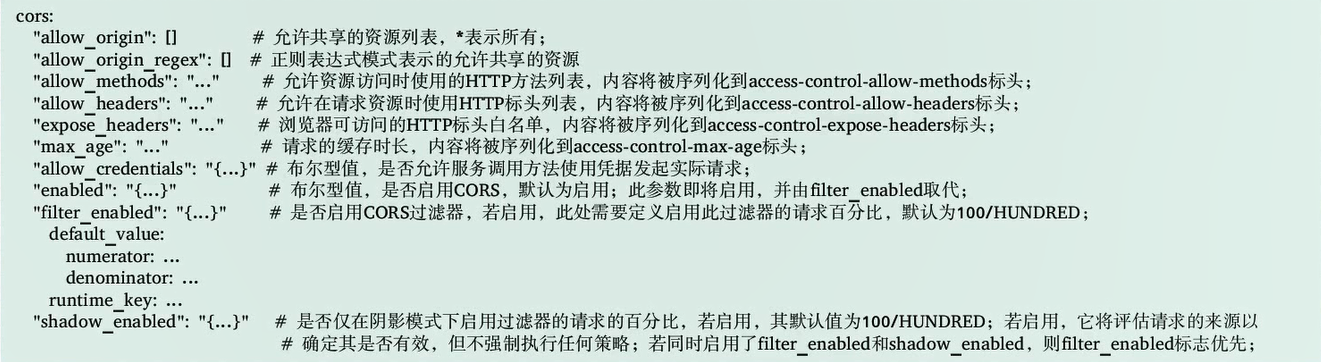 cors:
"allow_origin": [] # 允许共享的资源列表，*表示所有；
"allow_origin_regex": [] # 正则表达式模式表示的允许共享的资源
"allow_methods": "..." # 允许资源访问时使用的HTTP方法列表，内容将被序列化到access-control-allow-methods标头；
"allow_headers": "..." # 允许在请求资源时使用HTTP标头列表，内容将被序列化到access-control-allow-headers标头；
"expose_headers": "..." # 浏览器可访问的HTTP标头白名单，内容将被序列化到access-control-expose-headers标头；
"max_age": "..." # 请求的缓存时长，内容将被序列化到access-control-max-age标头；
"allow_credentials": "{...}" # 布尔型值，是否允许服务调用方法使用凭据发起实际请求；
"enabled": "{...}" # 布尔型值，是否启用CORS，默认为启用；此参数即将启用，并由filter_enabled取代；
"filter_enabled": "{...}" # 是否启用CORS过滤器，若启用，此处需要定义启用此过滤器的请求百分比，默认为100/HUNDRED；
default_value:
numerator: ...
denominator: ...
runtime_key: ...
"shadow_enabled": "{...}" # 是否仅在阴影模式下启用过滤器的请求的百分比，若启用，其默认值为100/HUNDRED；若启用，它将评估请求的来源以
# 确定其是否有效，但不强制执行任何策略；若同时启用了filter_enabled和shadow_enabled，则filter_enabled标志优先；